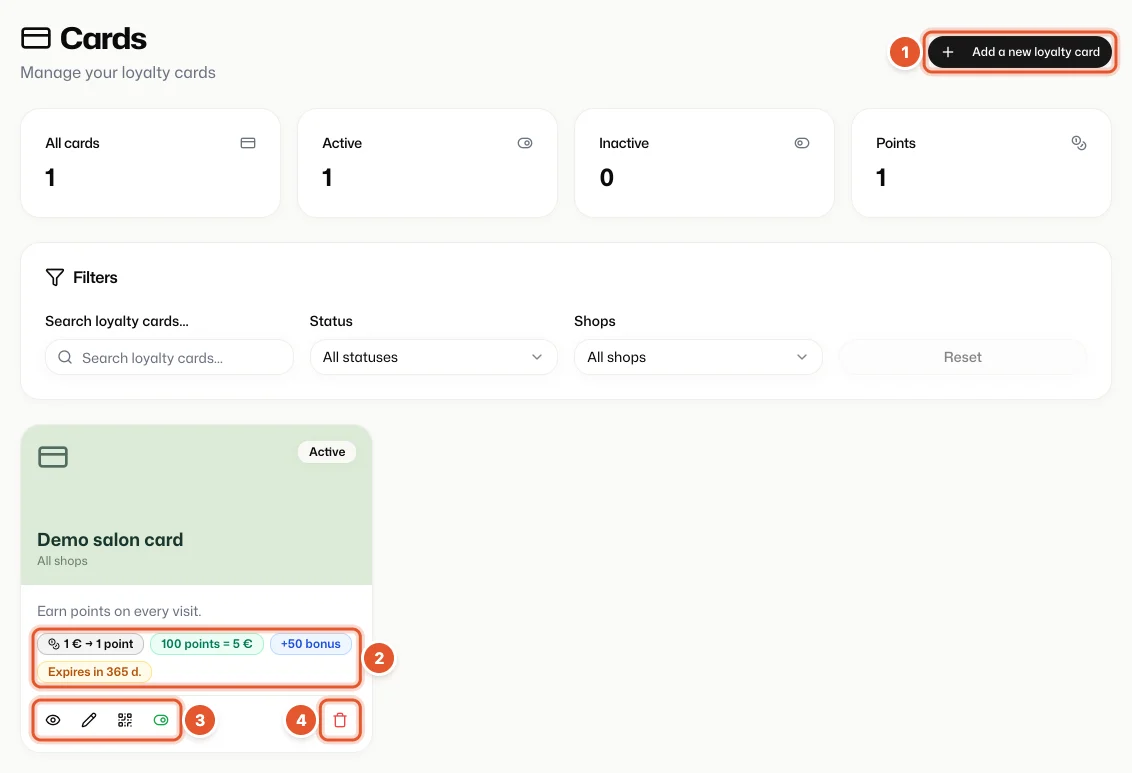 Cards
Manage your loyalty cards
1
+ Add a new loyalty card
All cards
1
Active
1
Inactive
0
Points
1
Filters
Search loyalty cards...
Search loyalty cards...
Status
All statuses
Shops
All shops
Reset
Active
Demo salon card
All shops
Earn points on every visit.
1 € → 1 point
100 points = 5 €
+50 bonus
2
Expires in 365 d.
3
4